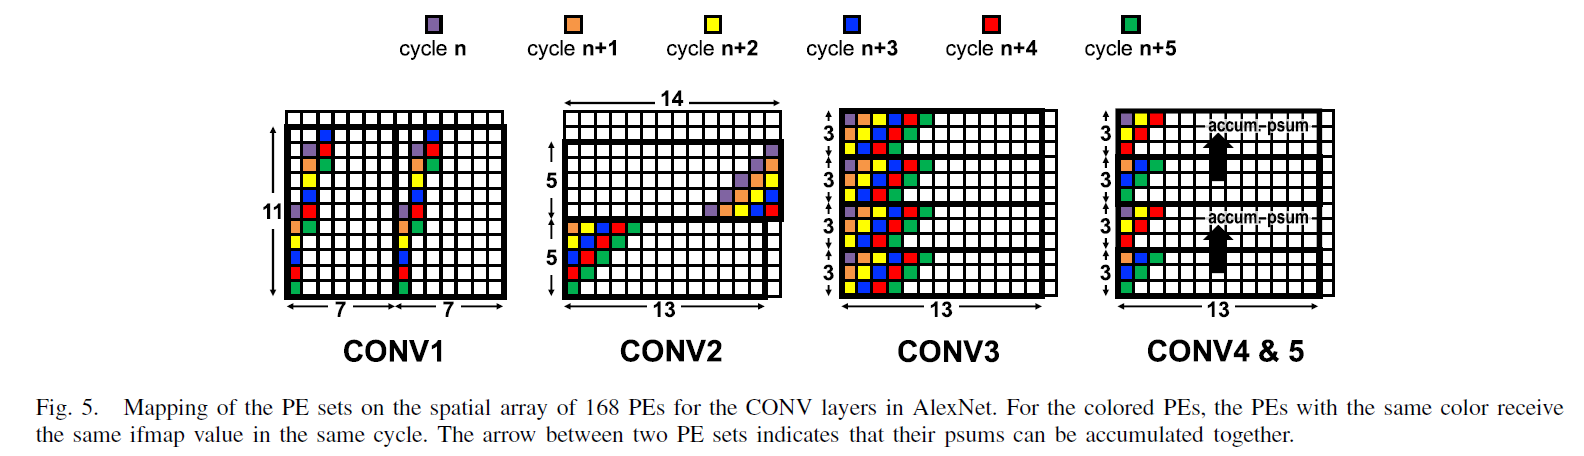 cycle n cycle n+1 cycle n+2 cycle n+3 cycle n+4 cycle n+5
14
11
7 7
5
5
13
3
3
3
3
13
3
3
3
3
accum-psum
accum-psum
13
CONV1 CONV2 CONV3 CONV4 & 5
Fig. 5. Mapping of the PE sets on the spatial array of 168 PEs for the CONV layers in AlexNet. For the colored PEs, the PEs with the same color receive
the same ifmap value in the same cycle. The arrow between two PE sets indicates that their psums can be accumulated together.